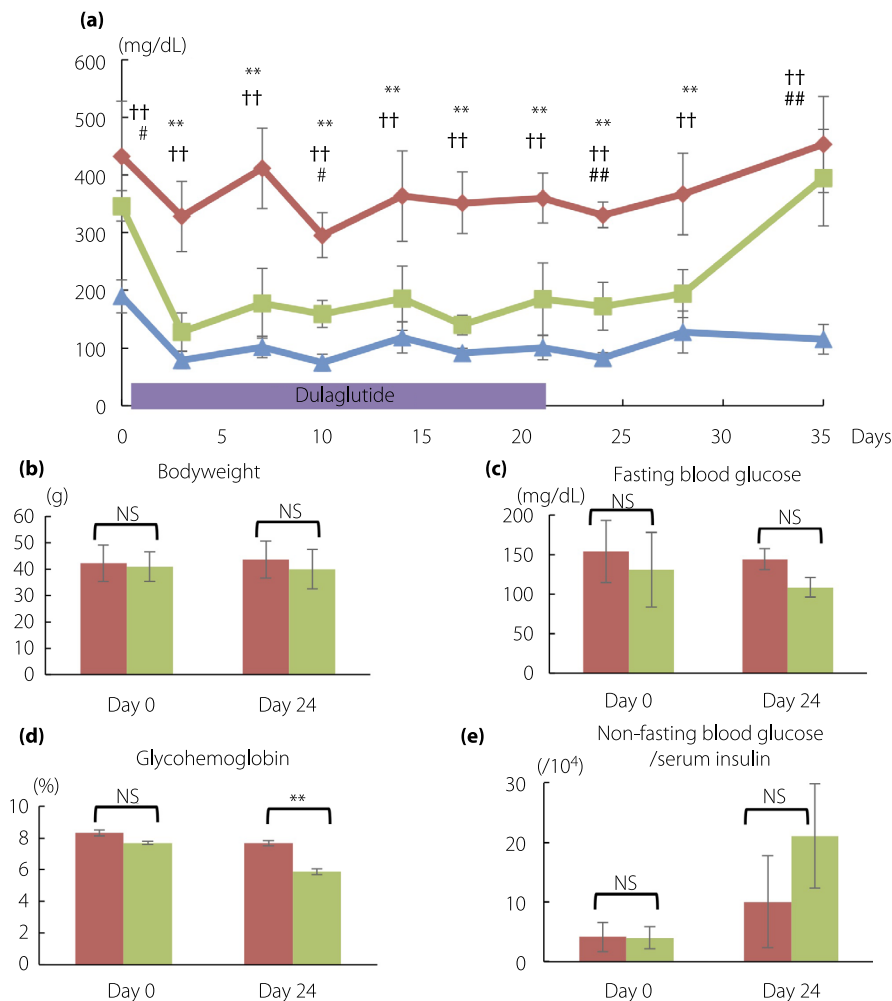 (a)
(mg/dL)
600
500
400
300
200
100
0
†† # ** †† ** †† ** †† # ** †† ** †† ** †† ** †† ## ** †† †† ##
Dulaglutide
0 5 10 15 20 25 30 35 Days
(b) Bodyweight
(g)
60
50
40
30
20
10
0
NS NS
Day 0 Day 24
(c) Fasting blood glucose
(mg/dL)
200
150
100
50
0
NS NS
Day 0 Day 24
(d) Glycohemoglobin
(%)
10
8
6
4
2
0
NS **
Day 0 Day 24
(e) Non-fasting blood glucose
/serum insulin
(/10⁴)
30
20
10
0
NS NS
Day 0 Day 24